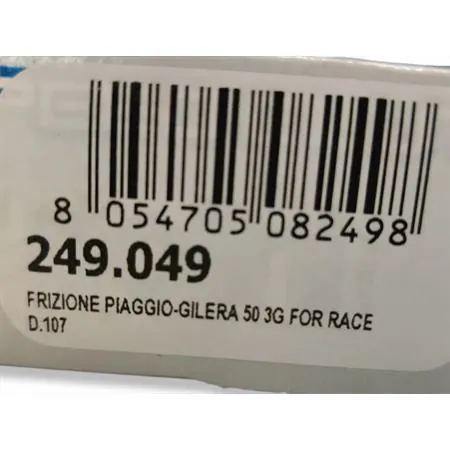 8 054705 082498
249.049
FRIZIONE PIAGGIO-GILERA 50 3G FOR RACE
D.107